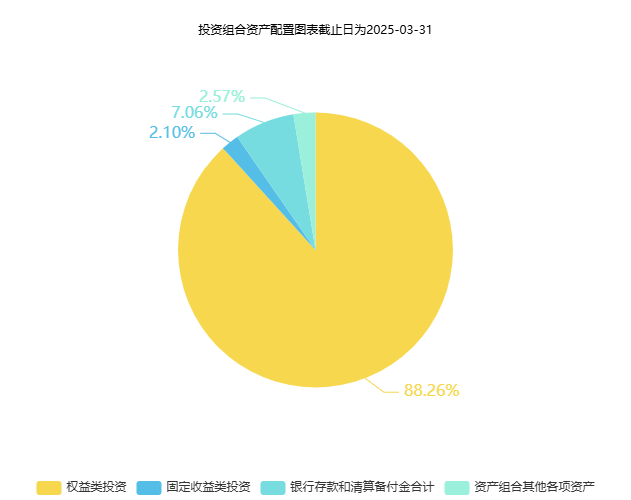 投资组合资产配置图表截止日为2025-03-31
2.57%
7.06%
2.10%
88.26%
权益类投资 固定收益类投资 银行存款和清算备付金合计 资产组合其他各项资产